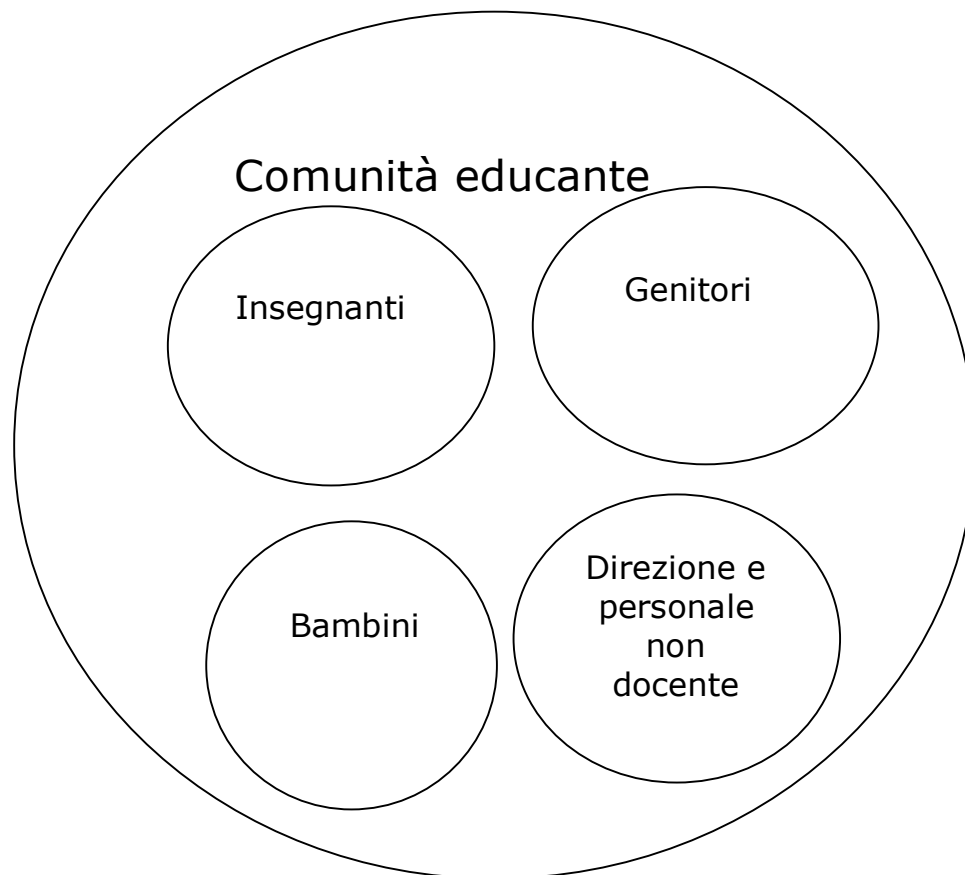 Comunità educante
Insegnanti
Genitori
Bambini
Direzione e
personale
non
docente